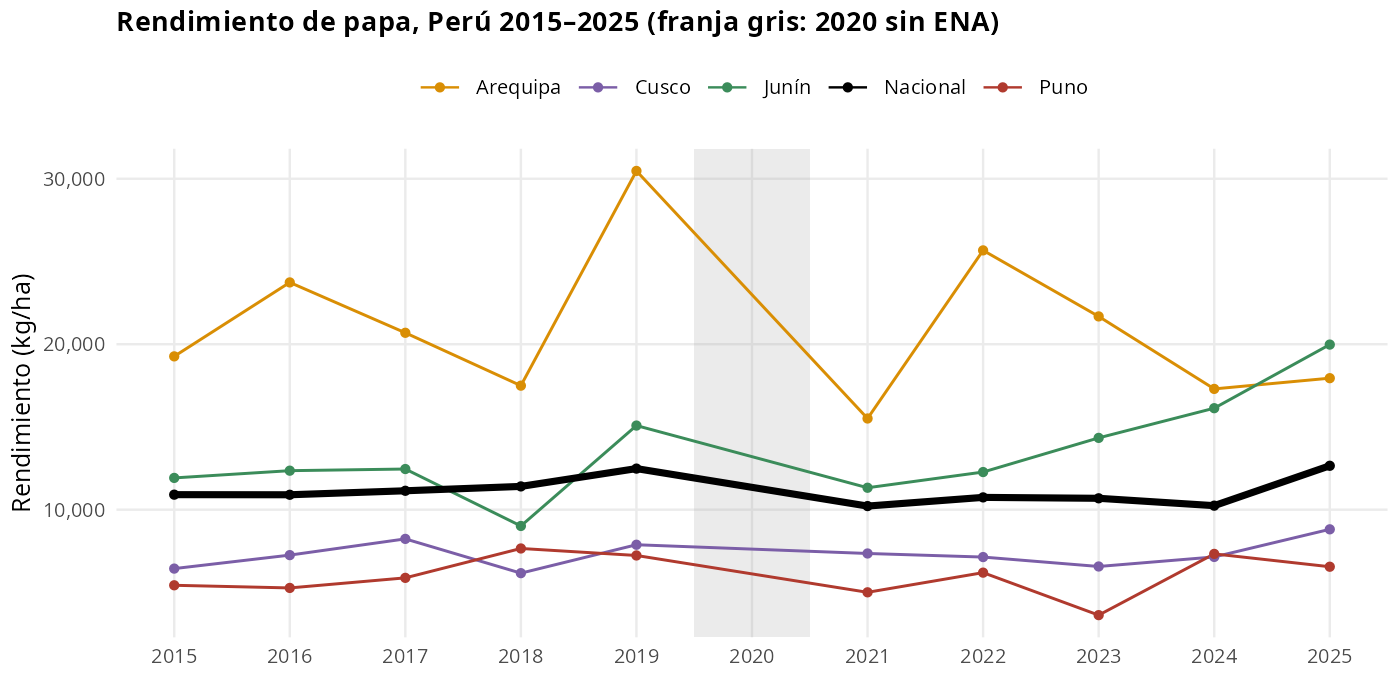 Rendimiento de papa, Perú 2015–2025 (franja gris: 2020 sin ENA)
Arequipa Cusco Junín Nacional Puno
Rendimiento (kg/ha)
30,000
20,000
10,000
2015 2016 2017 2018 2019 2020 2021 2022 2023 2024 2025